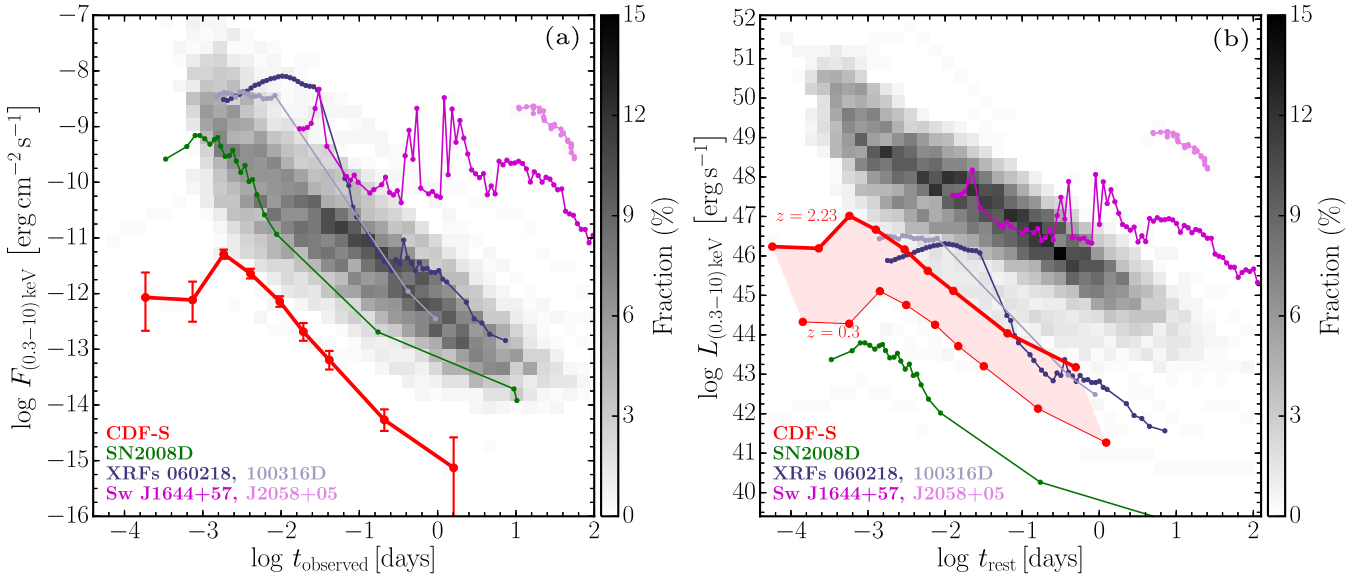 (a)
log F(0.3−10) keV [erg cm−2 s−1]
−7
−8
−9
−10
−11
−12
−13
−14
−15
−16
CDF-S
SN2008D
XRFs 060218, 100316D
Sw J1644+57, J2058+05
−4 −3 −2 −1 0 1 2
log tobserved [days]
15
12
9
6
3
0
Fraction (%)
(b)
log L(0.3−10) keV [erg s−1]
52
51
50
49
48
47
46
45
44
43
42
41
40
z = 2.23
z = 0.3
CDF-S
SN2008D
XRFs 060218, 100316D
Sw J1644+57, J2058+05
−4 −3 −2 −1 0 1 2
log trest [days]
15
12
9
6
3
0
Fraction (%)